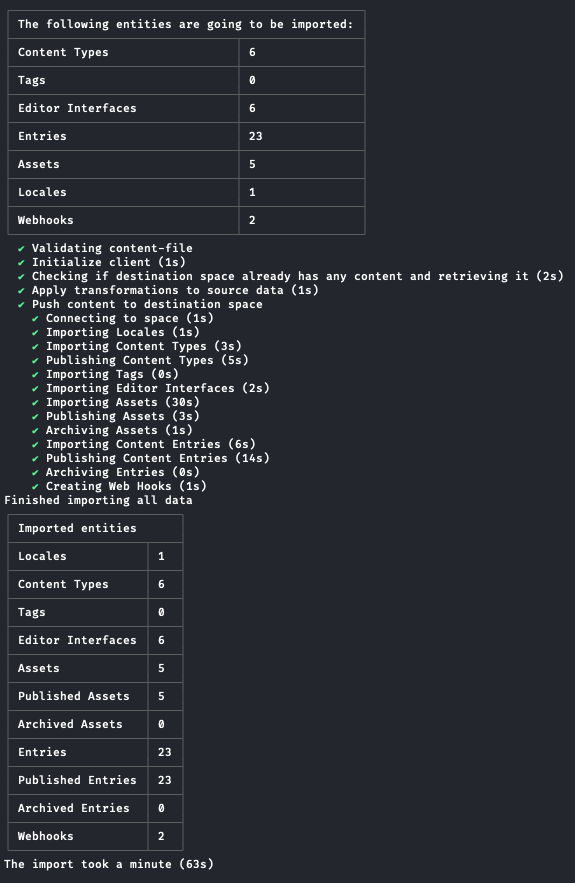 The following entities are going to be imported:
Content Types 6
Tags 0
Editor Interfaces 6
Entries 23
Assets 5
Locales 1
Webhooks 2
✔ Validating content-file
✔ Initialize client (1s)
✔ Checking if destination space already has any content and retrieving it (2s)
✔ Apply transformations to source data (1s)
✔ Push content to destination space
✔ Connecting to space (1s)
✔ Importing Locales (1s)
✔ Importing Content Types (3s)
✔ Publishing Content Types (5s)
✔ Importing Tags (0s)
✔ Importing Editor Interfaces (2s)
✔ Importing Assets (30s)
✔ Publishing Assets (3s)
✔ Archiving Assets (1s)
✔ Importing Content Entries (6s)
✔ Publishing Content Entries (14s)
✔ Archiving Entries (0s)
✔ Creating Web Hooks (1s)
Finished importing all data
Imported entities
Locales 1
Content Types 6
Tags 0
Editor Interfaces 6
Assets 5
Published Assets 5
Archived Assets 0
Entries 23
Published Entries 23
Archived Entries 0
Webhooks 2
The import took a minute (63s)